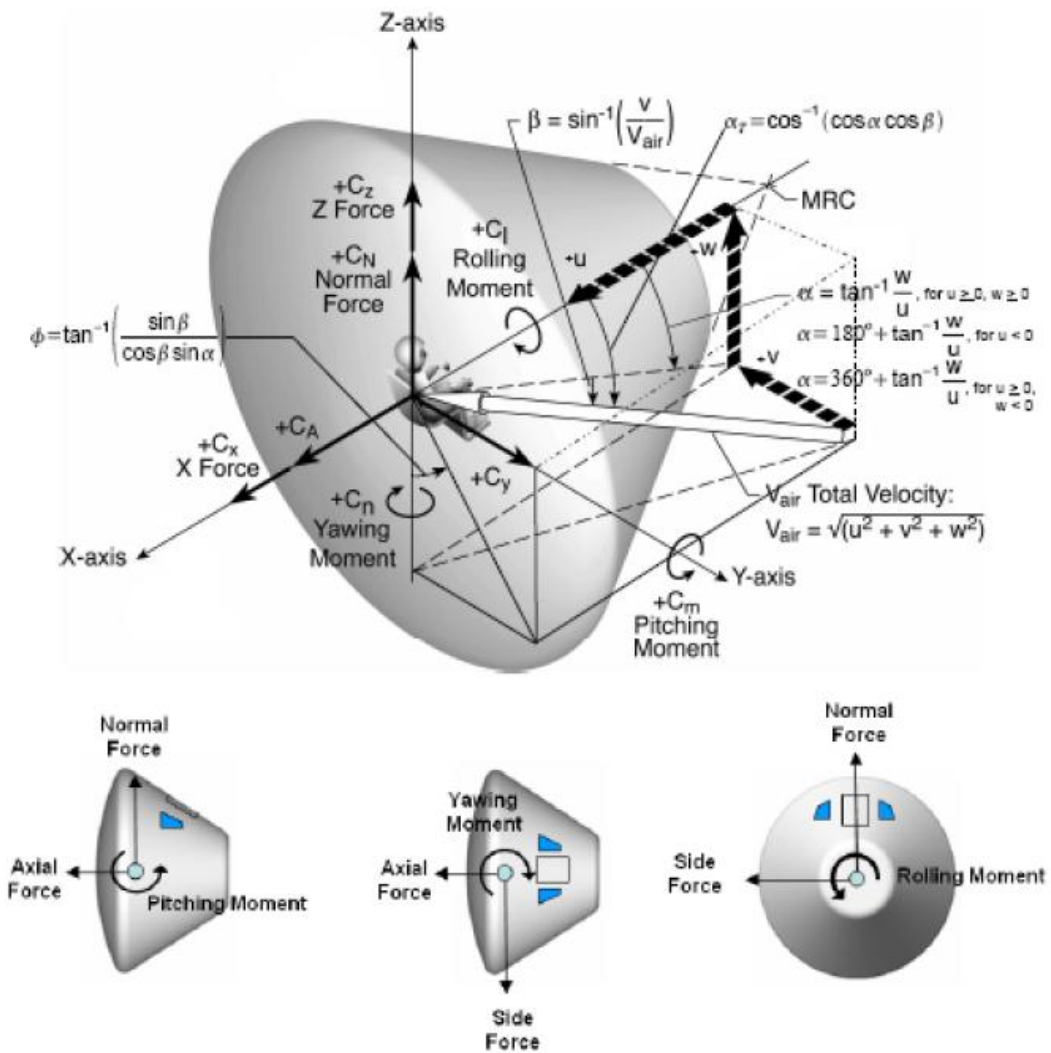 Z-axis
β = sin⁻¹(v/V_air)
α_T = cos⁻¹ (cos α cos β)
MRC
+C_z
Z Force
+C_l
Rolling
Moment
+u
+C_N
Normal
Force
-w
α = tan⁻¹ w/u, for u ≥ 0, w ≥ 0
ϕ = tan⁻¹(sin β / cos β sin α)
α = 180° + tan⁻¹ w/u, for u < 0
-v
α = 360° + tan⁻¹ w/u, for u ≥ 0,
w < 0
+C_A
+C_x
X Force
+C_y
+C_n
Yawing
Moment
V_air Total Velocity:
V_air = √(u² + v² + w²)
X-axis
Y-axis
+C_m
Pitching
Moment
Normal
Force
Axial
Force
Pitching Moment
Yawing
Moment
Axial
Force
Side
Force
Normal
Force
Side
Force
Rolling Moment